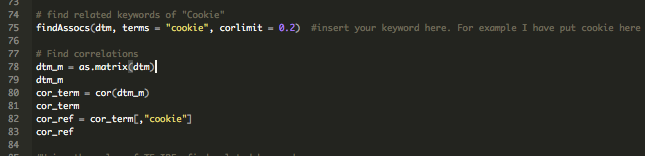 73
74 # find related keywords of "Cookie"
75 findAssocs(dtm, terms = "cookie", corlimit = 0.2) #insert your keyword here. For example I have put cookie here
76
77 # Find correlations
78 dtm_m = as.matrix(dtm)
79 dtm_m
80 cor_term = cor(dtm_m)
81 cor_term
82 cor_ref = cor_term[,"cookie"]
83 cor_ref
84